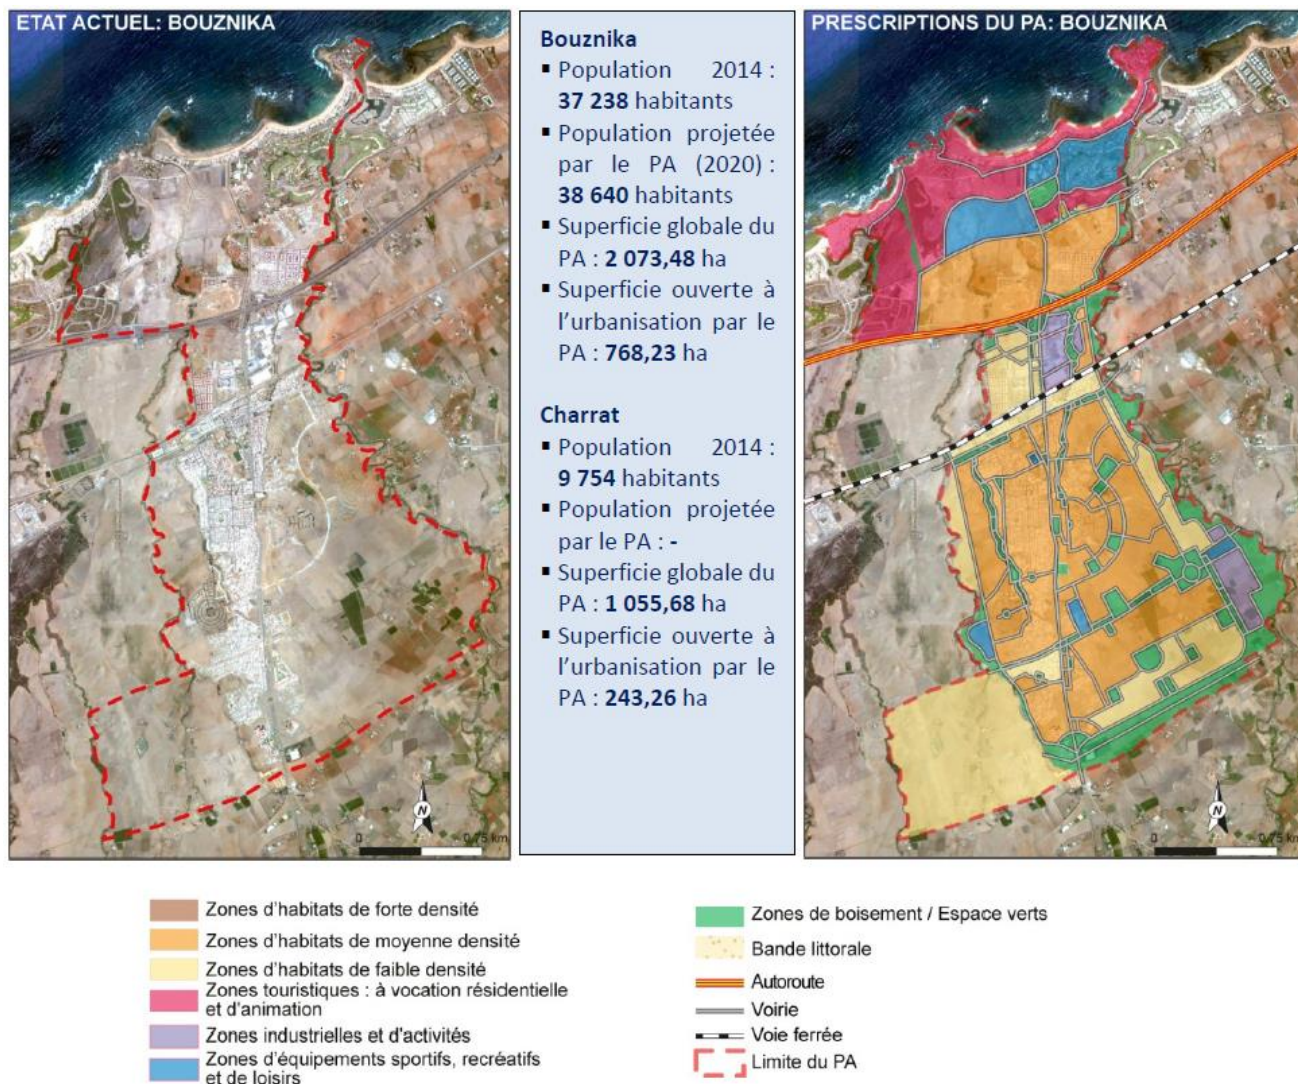 ETAT ACTUEL: BOUZNIKA
Bouznika
▪ Population 2014 :
37 238 habitants
▪ Population projetée
par le PA (2020) :
38 640 habitants
▪ Superficie globale du
PA : 2 073,48 ha
▪ Superficie ouverte à
l'urbanisation par le
PA : 768,23 ha
Charrat
▪ Population 2014 :
9 754 habitants
▪ Population projetée
par le PA : -
▪ Superficie globale du
PA : 1 055,68 ha
▪ Superficie ouverte à
l'urbanisation par le
PA : 243,26 ha
PRESCRIPTIONS DU PA: BOUZNIKA
N
0 0,75 km
N
0 0,75 km
Zones d'habitats de forte densité
Zones d'habitats de moyenne densité
Zones d'habitats de faible densité
Zones touristiques : à vocation résidentielle
et d'animation
Zones industrielles et d'activités
Zones d'équipements sportifs, recréatifs
et de loisirs
Zones de boisement / Espace verts
Bande littorale
Autoroute
Voirie
Voie ferrée
Limite du PA